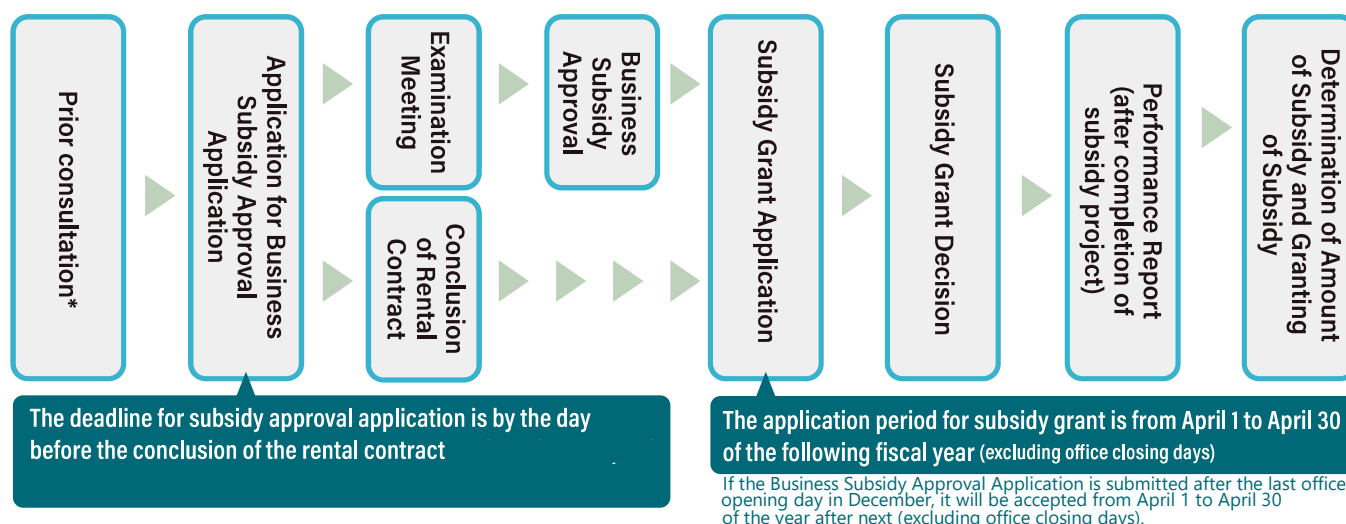 Prior consultation*
Application for Business
Subsidy Approval
Application
Examination
Meeting
Conclusion
of Rental
Contract
Business
Subsidy
Approval
Subsidy Grant Application
Subsidy Grant Decision
Performance Report
(after completion of
subsidy project)
Determination of Amount
of Subsidy and Granting
of Subsidy
The deadline for subsidy approval application is by the day
before the conclusion of the rental contract
The application period for subsidy grant is from April 1 to April 30
of the following fiscal year (excluding office closing days)
If the Business Subsidy Approval Application is submitted after the last office
opening day in December, it will be accepted from April 1 to April 30
of the year after next (excluding office closing days).